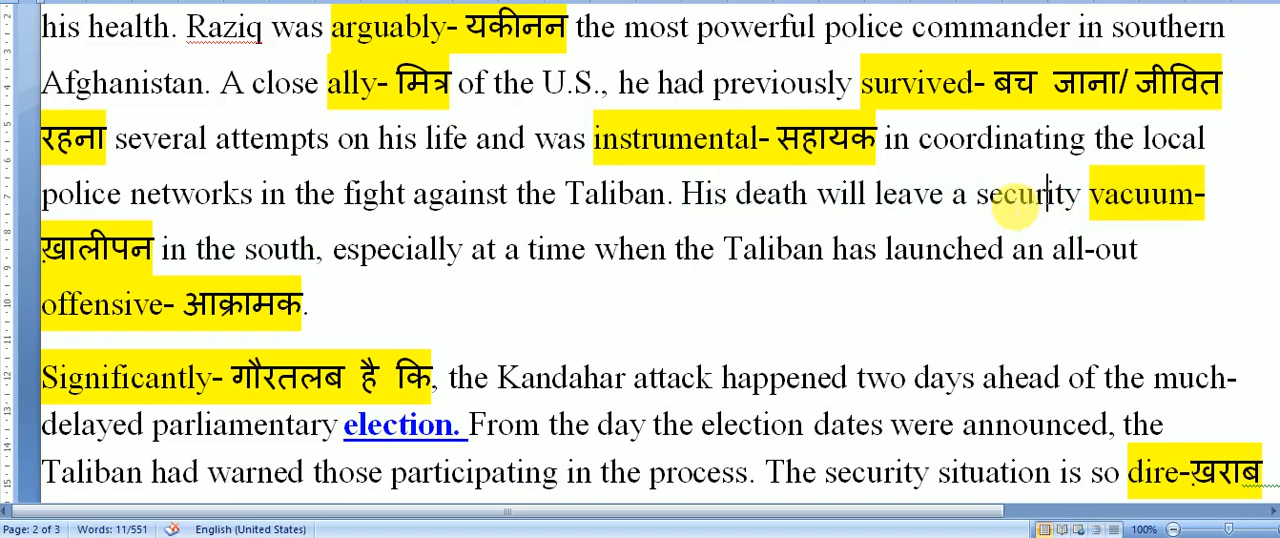 his health. Raziq was arguably- यकीनन the most powerful police commander in southern
Afghanistan. A close ally- मित्र of the U.S., he had previously survived- बच जाना/ जीवित
रहना several attempts on his life and was instrumental- सहायक in coordinating the local
police networks in the fight against the Taliban. His death will leave a security vacuum-
ख़ालीपन in the south, especially at a time when the Taliban has launched an all-out
offensive- आक्रामक.
Significantly- गौरतलब है कि, the Kandahar attack happened two days ahead of the much-
delayed parliamentary election. From the day the election dates were announced, the
Taliban had warned those participating in the process. The security situation is so dire-ख़राब
Page: 2 of 3 Words: 11/551 English (United States) 100%